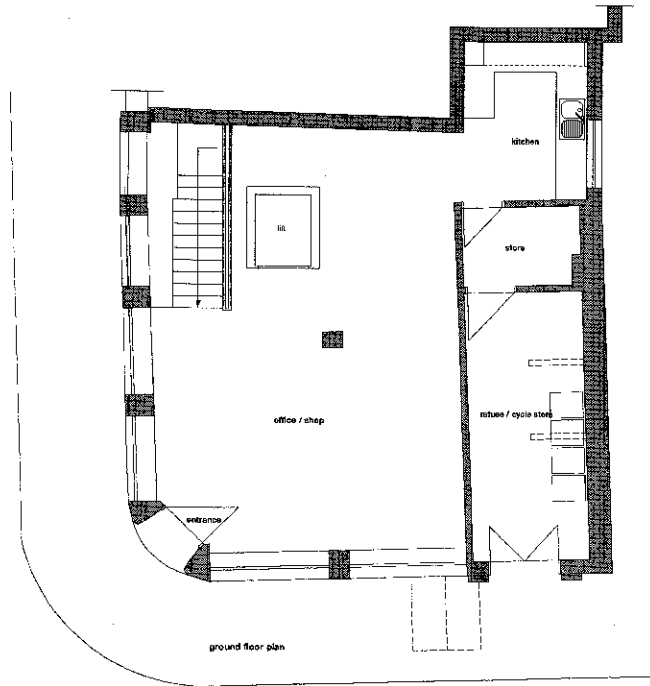 kitchen
lift
store
office / shop
refuse / cycle store
entrance
ground floor plan